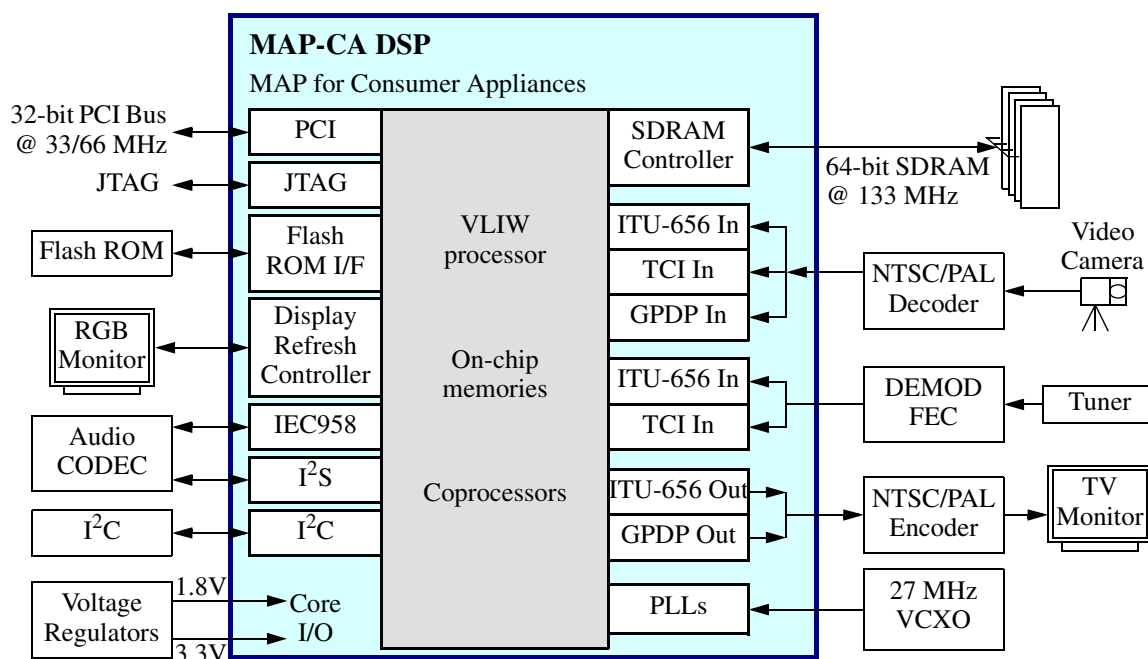 MAP-CA DSP
MAP for Consumer Appliances
32-bit PCI Bus
@ 33/66 MHz
JTAG
Flash ROM
RGB
Monitor
Audio
CODEC
I²C
Voltage
Regulators
1.8V
3.3V
PCI
JTAG
Flash
ROM I/F
Display
Refresh
Controller
IEC958
I²S
I²C
Core
I/O
VLIW
processor
On-chip
memories
Coprocessors
SDRAM
Controller
ITU-656 In
TCI In
GPDP In
ITU-656 In
TCI In
ITU-656 Out
GPDP Out
PLLs
64-bit SDRAM
@ 133 MHz
NTSC/PAL
Decoder
Video
Camera
DEMOD
FEC
Tuner
NTSC/PAL
Encoder
TV
Monitor
27 MHz
VCXO